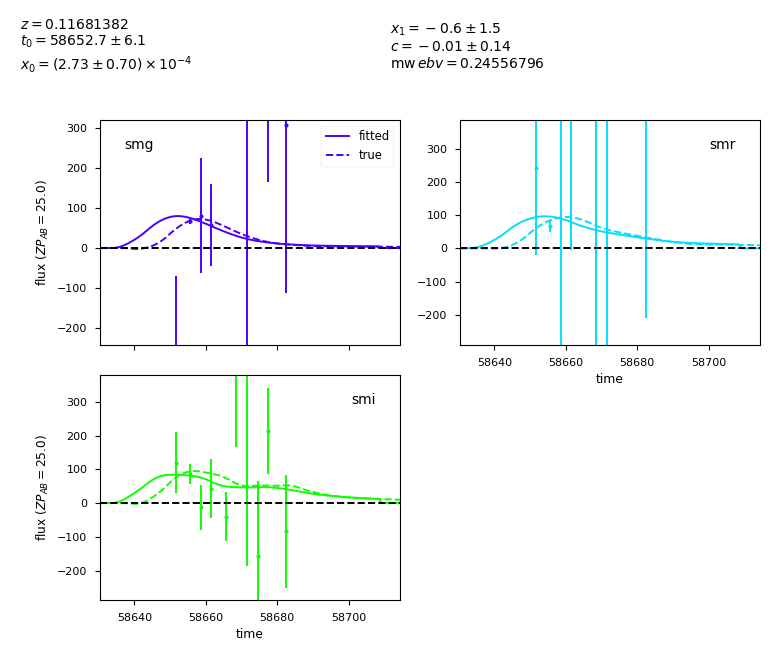 z = 0.11681382
t₀ = 58652.7 ± 6.1
x₀ = (2.73 ± 0.70) × 10⁻⁴
x₁ = −0.6 ± 1.5
c = −0.01 ± 0.14
mw ebv = 0.24556796
smg
fitted
true
300
200
100
0
−100
−200
flux (ZP_AB = 25.0)
smr
300
200
100
0
−100
−200
58640 58660 58680 58700
time
smi
300
200
100
0
−100
−200
flux (ZP_AB = 25.0)
58640 58660 58680 58700
time